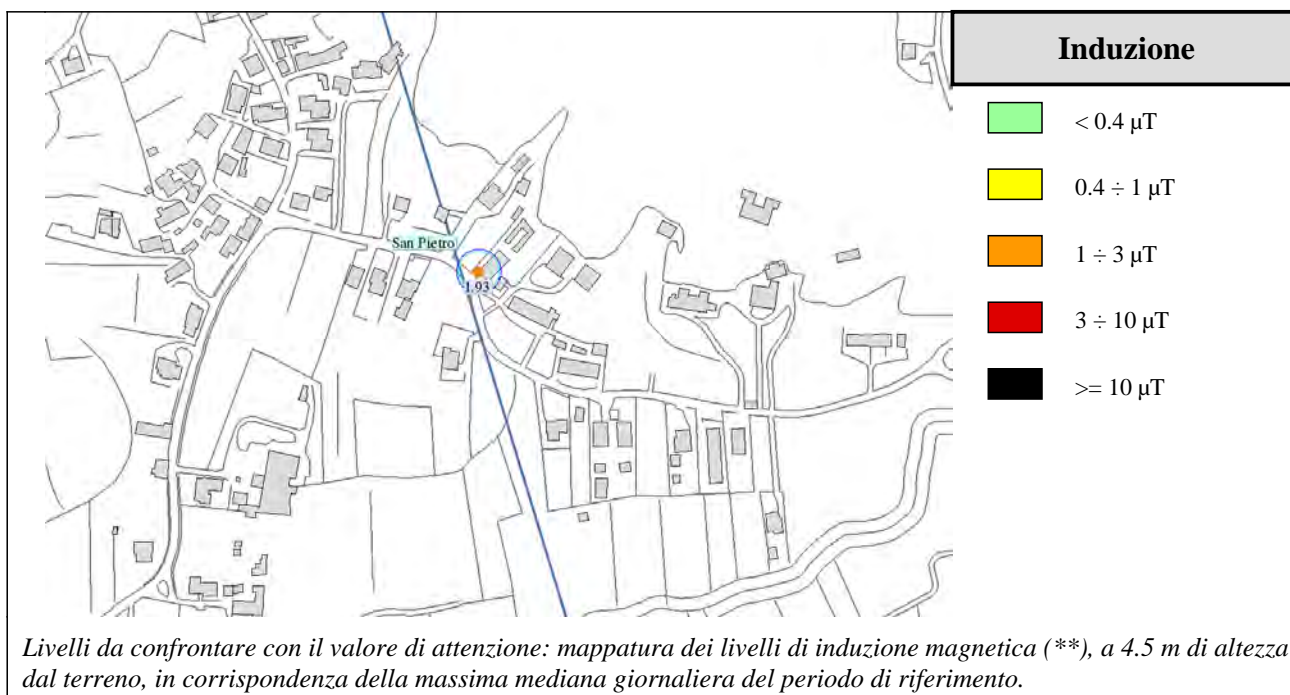 Induzione
< 0.4 µT
0.4 ÷ 1 µT
1 ÷ 3 µT
3 ÷ 10 µT
>= 10 µT
San Pietro
1.93
Livelli da confrontare con il valore di attenzione: mappatura dei livelli di induzione magnetica (**), a 4.5 m di altezza
dal terreno, in corrispondenza della massima mediana giornaliera del periodo di riferimento.